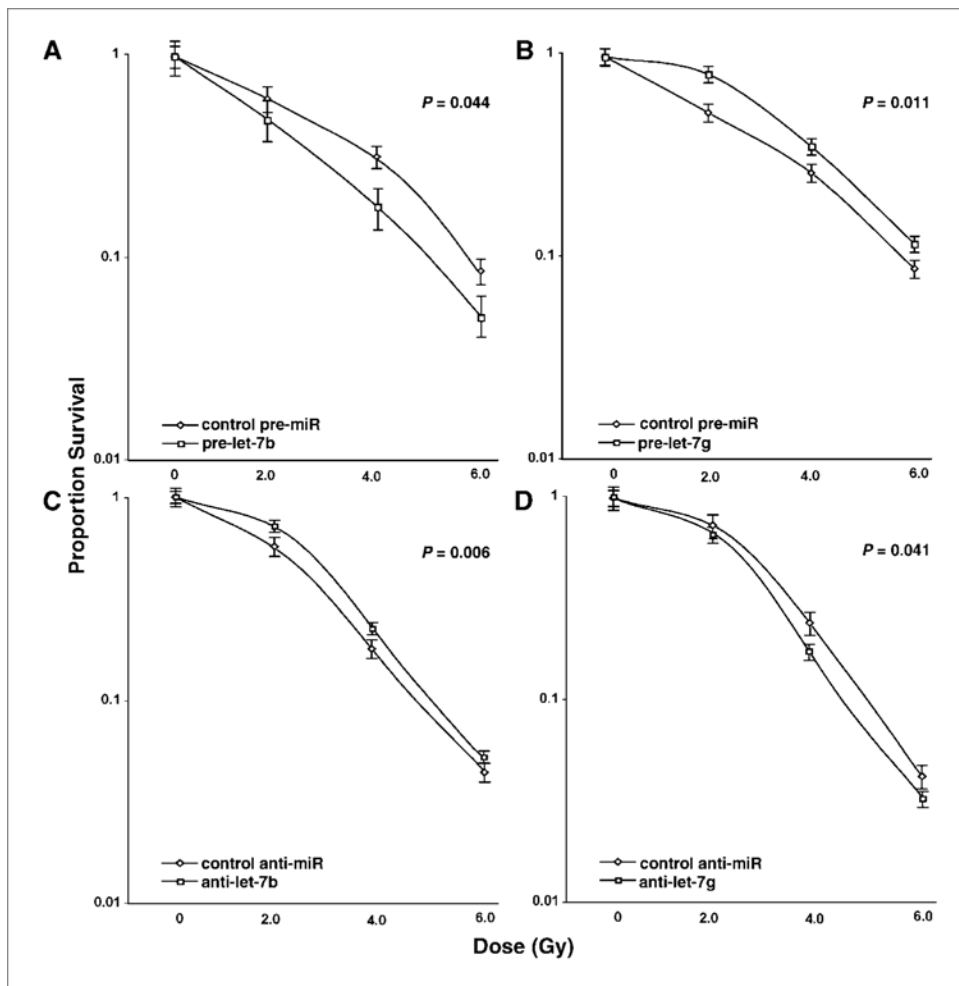 A
1
P = 0.044
0.1
control pre-miR
pre-let-7b
0.01
0 2.0 4.0 6.0
B
1
P = 0.011
0.1
control pre-miR
pre-let-7g
0.01
0 2.0 4.0 6.0
Proportion Survival
C
1
P = 0.006
0.1
control anti-miR
anti-let-7b
0.01
0 2.0 4.0 6.0
D
1
P = 0.041
0.1
control anti-miR
anti-let-7g
0.01
0 2.0 4.0 6.0
Dose (Gy)